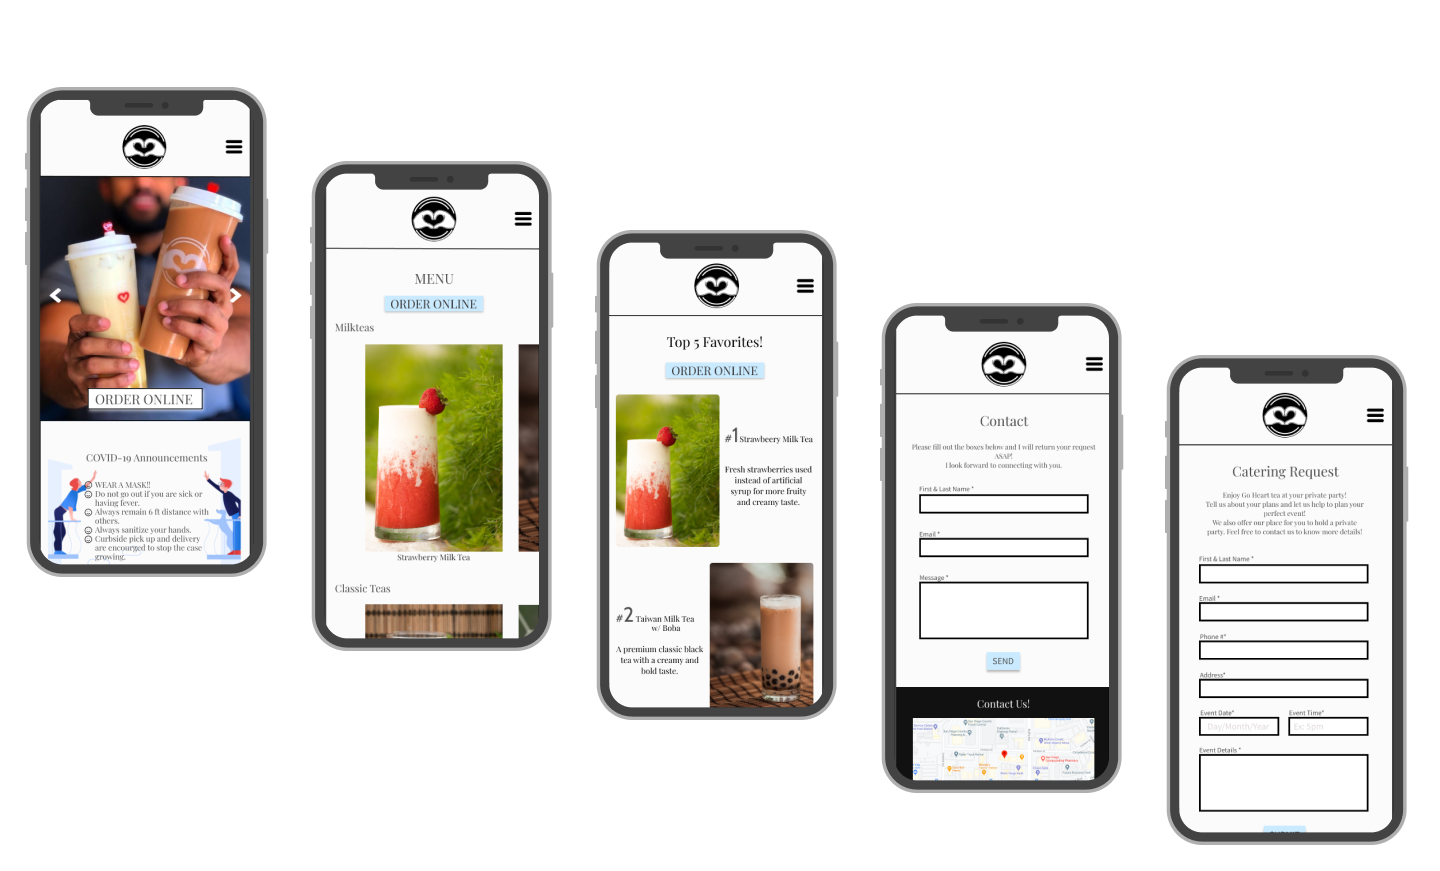 ORDER ONLINE
COVID-19 Announcements
WEAR A MASK!!
Do not go out if you are sick or
having fever.
Always remain 6 ft distance with
others.
Always sanitize your hands.
Curbside pick up and delivery
are encourged to stop the case
growing.
MENU
ORDER ONLINE
Milkteas
Strawberry Milk Tea
Classic Teas
Top 5 Favorites!
ORDER ONLINE
#1 Strawbeery Milk Tea
Fresh strawberries used
instead of artificial
syrup for more fruity
and creamy taste.
#2 Taiwan Milk Tea
w/ Boba
A premium classic black
tea with a creamy and
bold taste.
Contact
Please fill out the boxes below and I will return your request
ASAP!
I look forward to connecting with you.
First & Last Name *
Email *
Message *
SEND
Contact Us!
Catering Request
Enjoy Go Heart tea at your private party!
Tell us about your plans and let us help to plan your
perfect event!
We also offer our place for you to hold a private
party. Feel free to contact us to know more details!
First & Last Name *
Email *
Phone #*
Address*
Event Date* Event Time*
Day/Month/Year Ex: 5pm
Event Details *